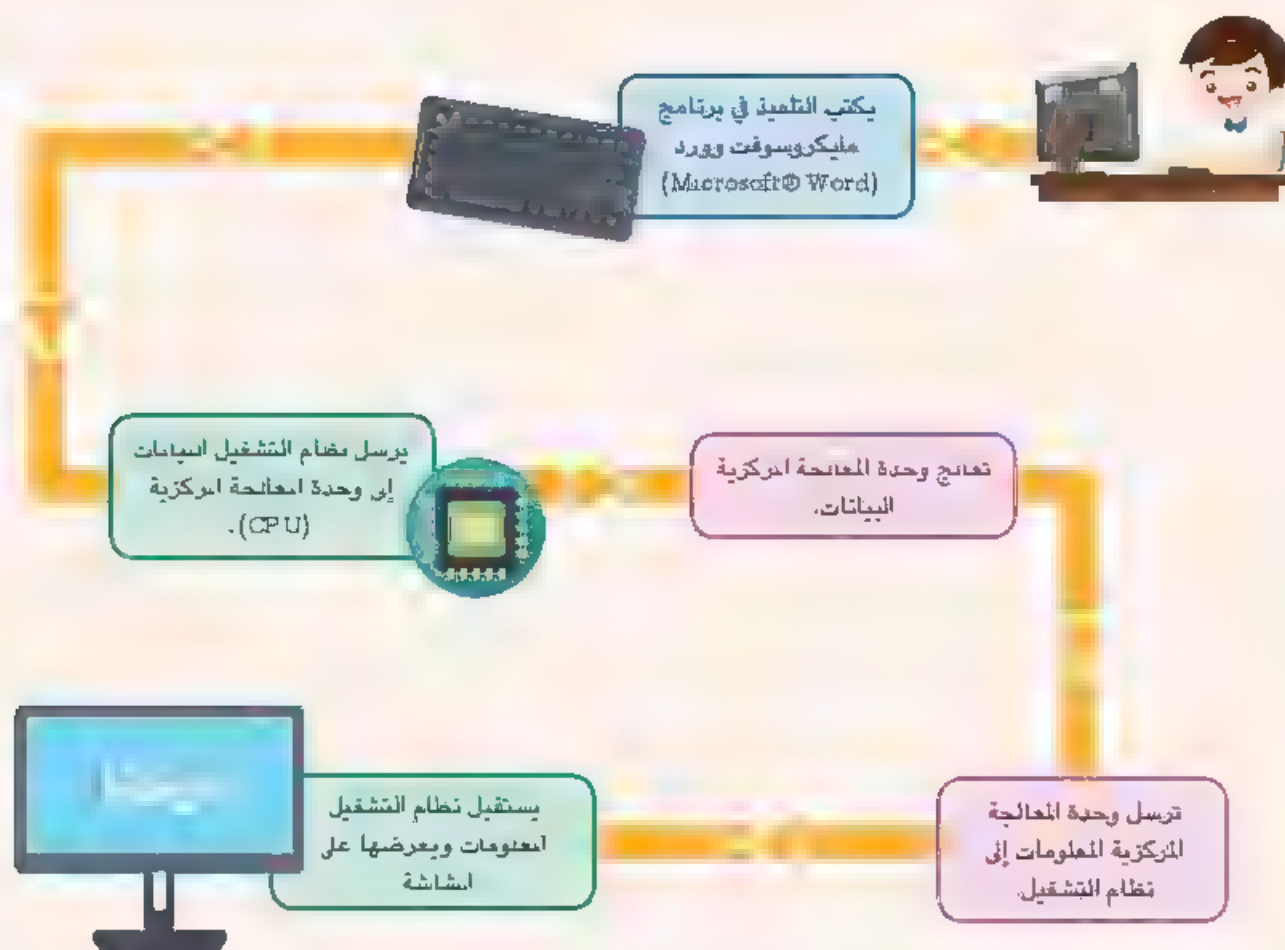 يكتب التلميذ في برنامج
مايكروسوفت وورد
(Microsoft® Word)
يرسل نظام التشغيل البيانات
إلى وحدة المعالجة المركزية
(CPU).
تعالج وحدة المعالجة المركزية
البيانات.
ترسل وحدة المعالجة
المركزية المعلومات إلى
نظام التشغيل.
يستقبل نظام التشغيل
المعلومات ويعرضها على
الشاشة